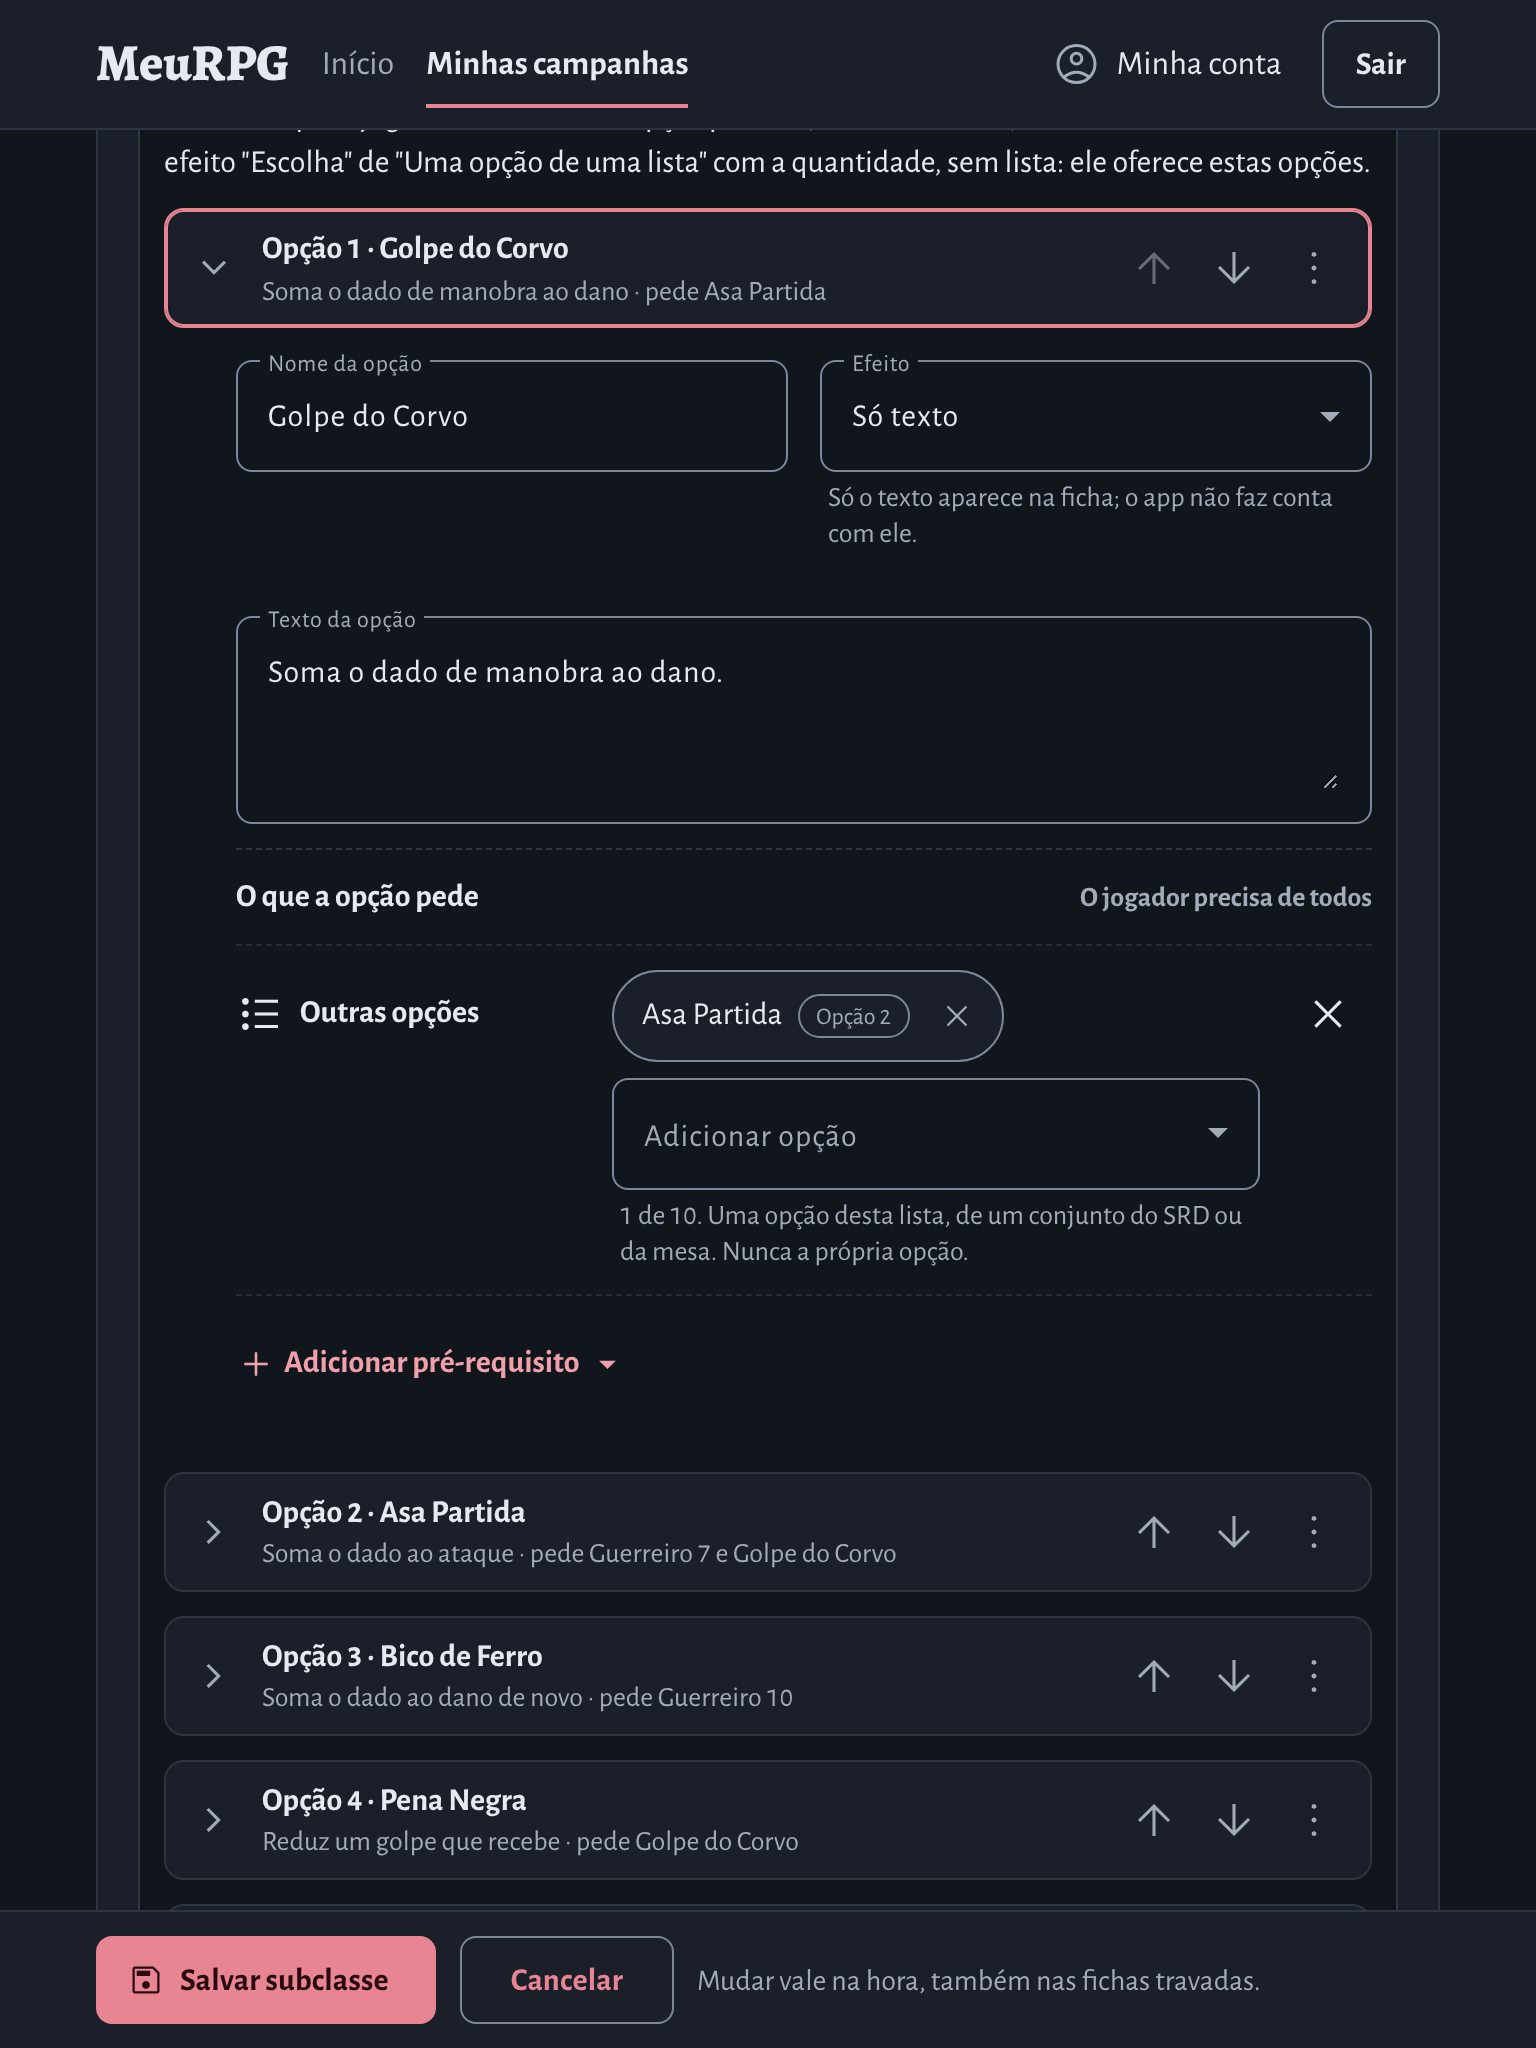 MeuRPG
Início
Minhas campanhas
Minha conta
Sair
efeito "Escolha" de "Uma opção de uma lista" com a quantidade, sem lista: ele oferece estas opções.
Opção 1 · Golpe do Corvo
Soma o dado de manobra ao dano · pede Asa Partida
Nome da opção
Golpe do Corvo
Efeito
Só texto
Só o texto aparece na ficha; o app não faz conta
com ele.
Texto da opção
Soma o dado de manobra ao dano.
O que a opção pede
O jogador precisa de todos
Outras opções
Asa Partida
Opção 2
Adicionar opção
1 de 10. Uma opção desta lista, de um conjunto do SRD ou
da mesa. Nunca a própria opção.
Adicionar pré-requisito
Opção 2 · Asa Partida
Soma o dado ao ataque · pede Guerreiro 7 e Golpe do Corvo
Opção 3 · Bico de Ferro
Soma o dado ao dano de novo · pede Guerreiro 10
Opção 4 · Pena Negra
Reduz um golpe que recebe · pede Golpe do Corvo
Salvar subclasse
Cancelar
Mudar vale na hora, também nas fichas travadas.